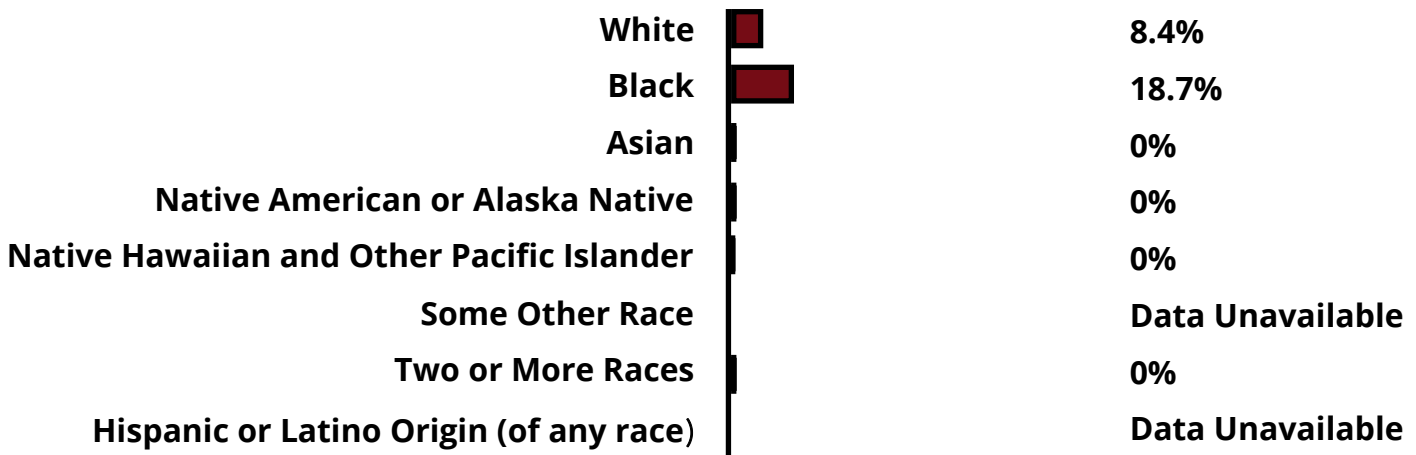 White 8.4%
Black 18.7%
Asian 0%
Native American or Alaska Native 0%
Native Hawaiian and Other Pacific Islander 0%
Some Other Race Data Unavailable
Two or More Races 0%
Hispanic or Latino Origin (of any race) Data Unavailable